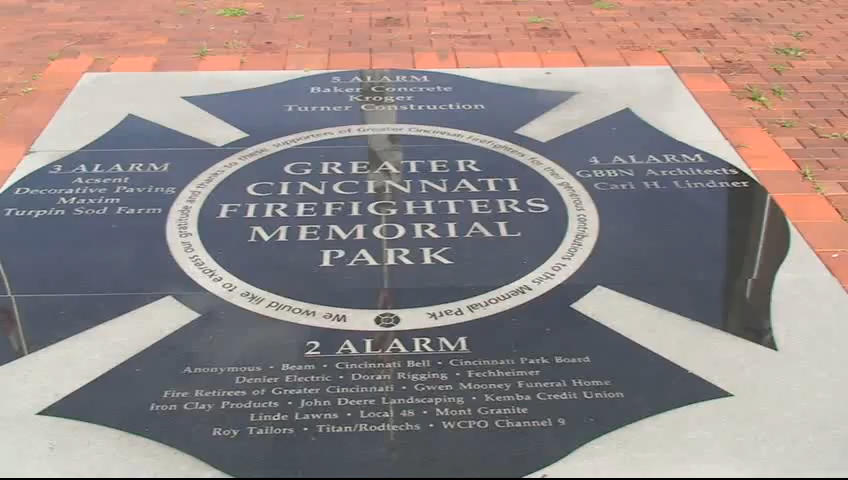 5 ALARM
Baker Concrete
Kroger
Turner Construction
3 ALARM
Ascent
Decorative Paving
Maxim
Turpin Sod Farm
4 ALARM
GBBN Architects
Carl H. Lindner
We would like to express our gratitude and thanks to these supporters of Greater Cincinnati Firefighters for their generous contributions to this Memorial Park.
GREATER
CINCINNATI
FIREFIGHTERS
MEMORIAL
PARK
2 ALARM
Anonymous • Beam • Cincinnati Bell • Cincinnati Park Board
Denier Electric • Doran Rigging • Fechheimer
Fire Retirees of Greater Cincinnati • Gwen Mooney Funeral Home
Iron Clay Products • John Deere Landscaping • Kemba Credit Union
Linde Lawns • Local 48 • Mont Granite
Roy Tailors • Titan/Rodtechs • WCPO Channel 9